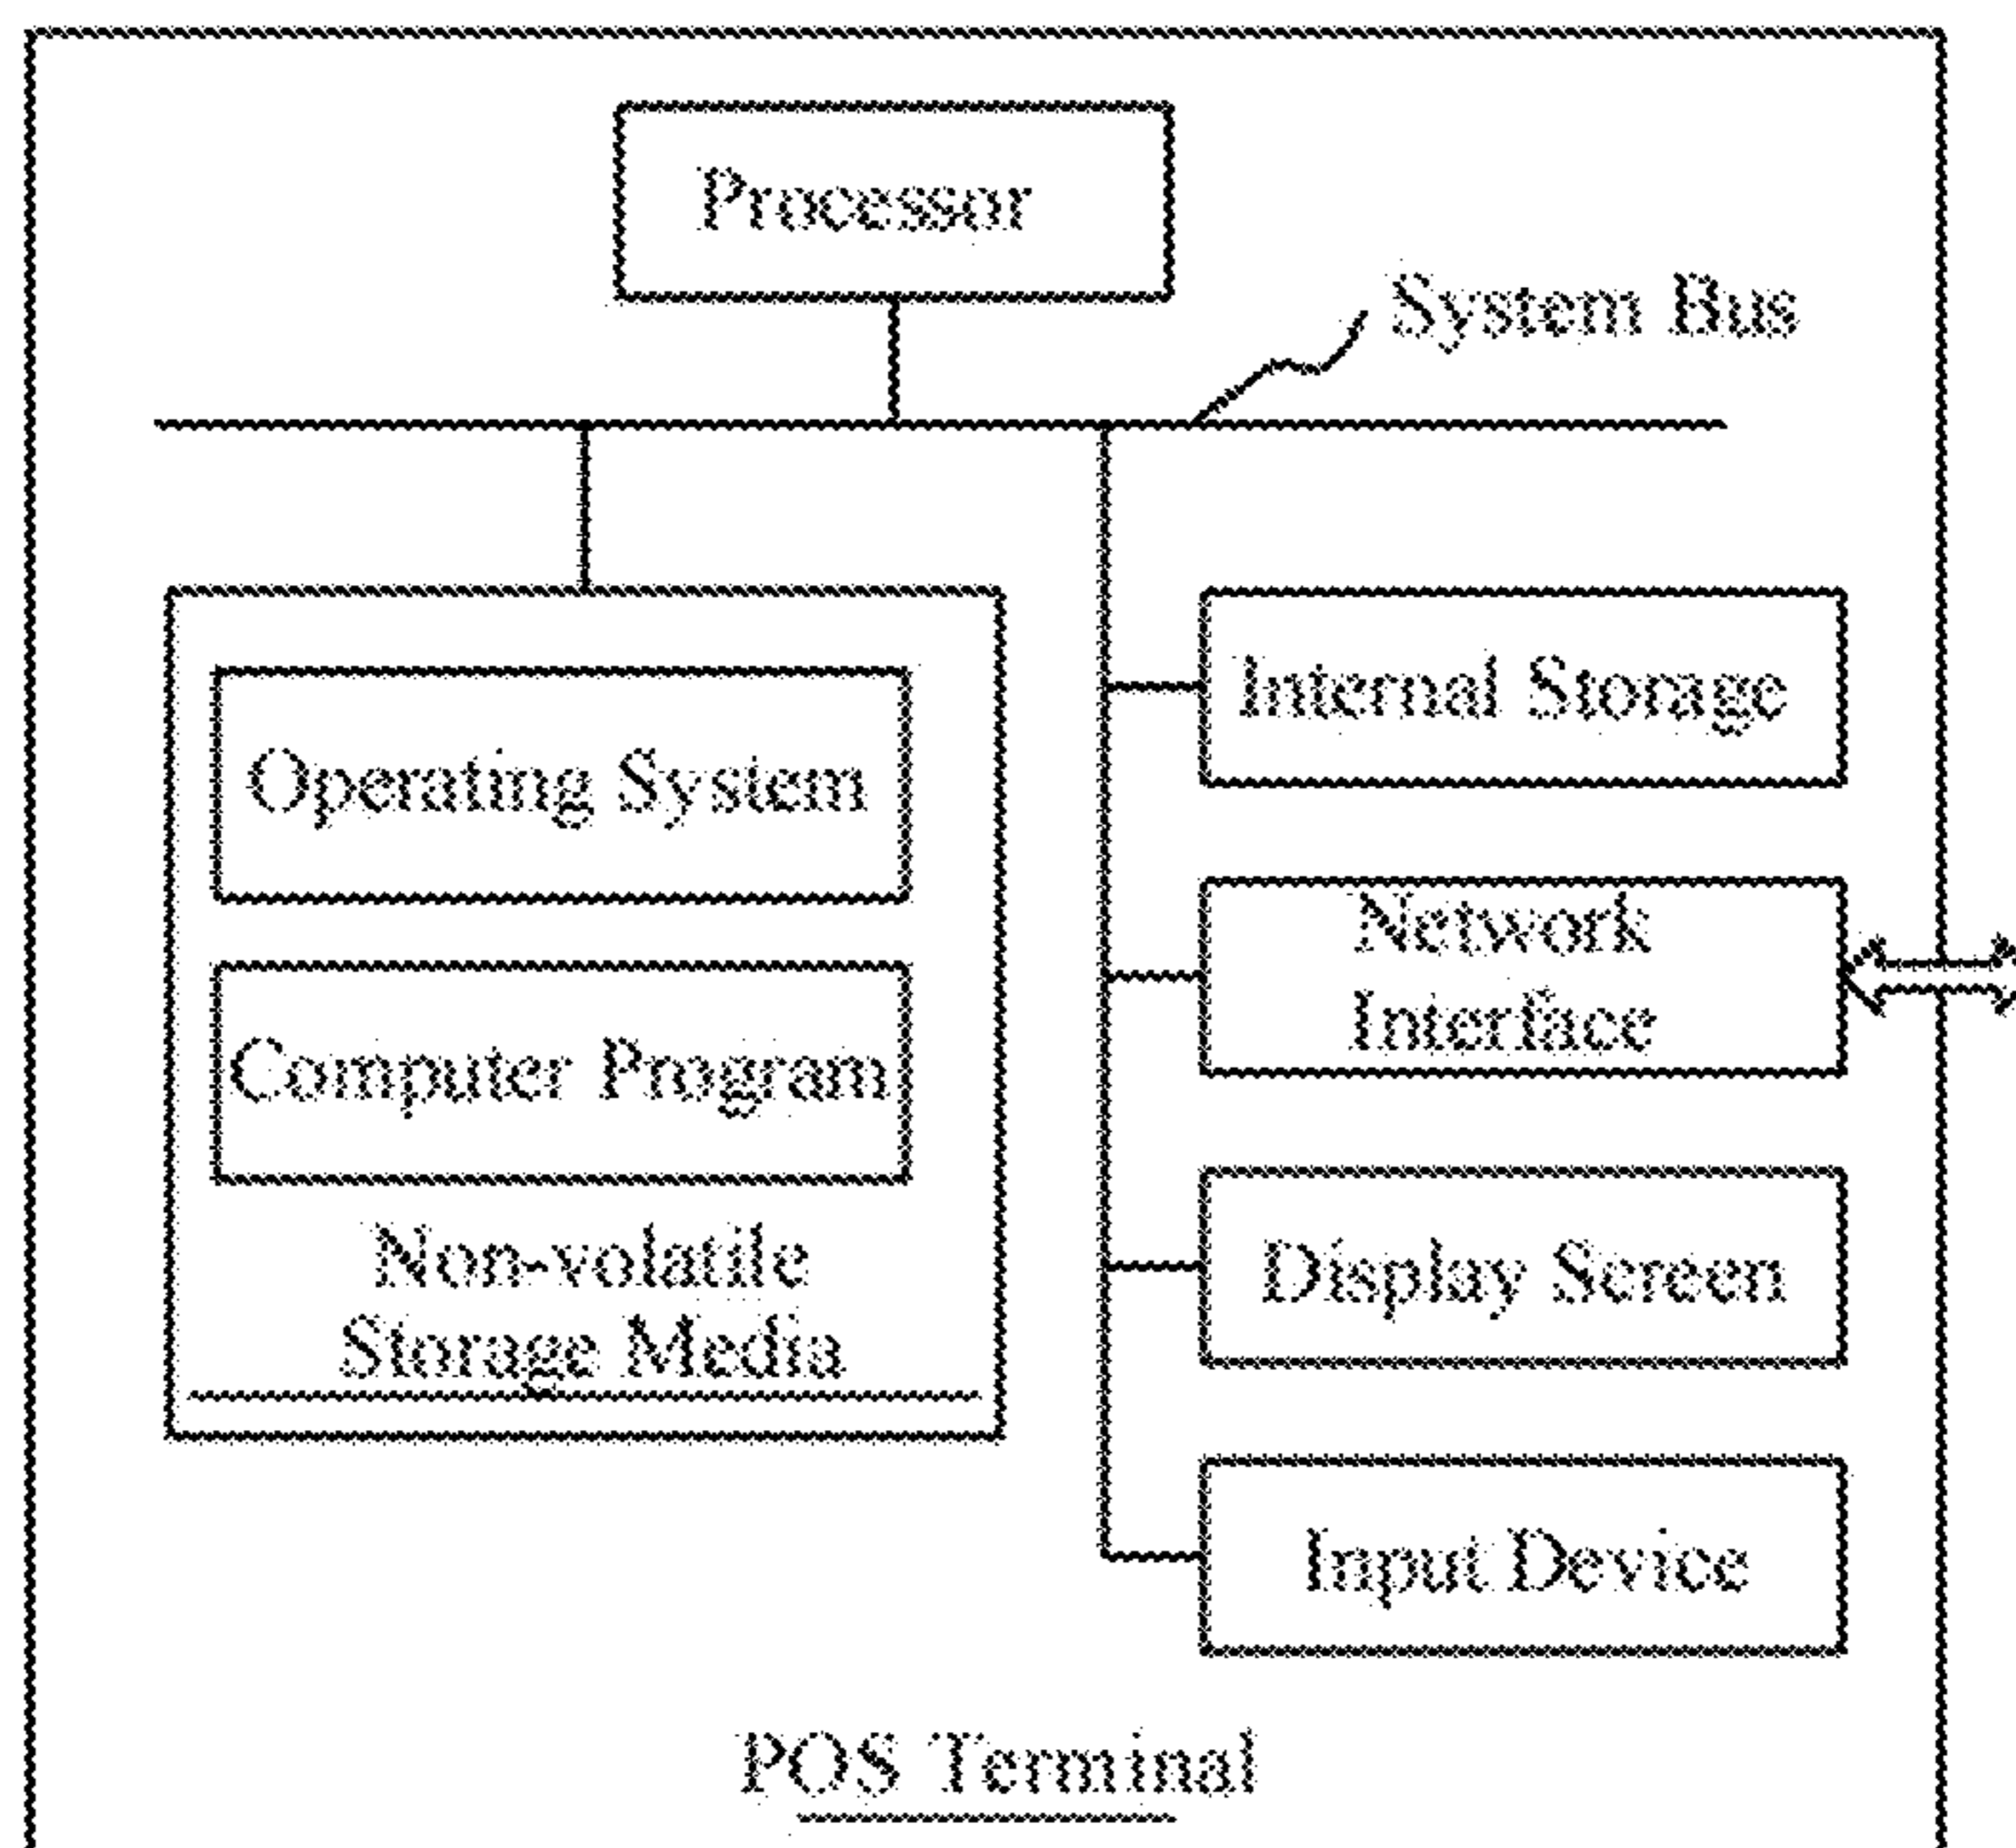 Processor
System Bus
Operating System
Computer Program
Non-volatile
Storage Media
Internal Storage
Network
Interface
Display Screen
Input Device
POS Terminal